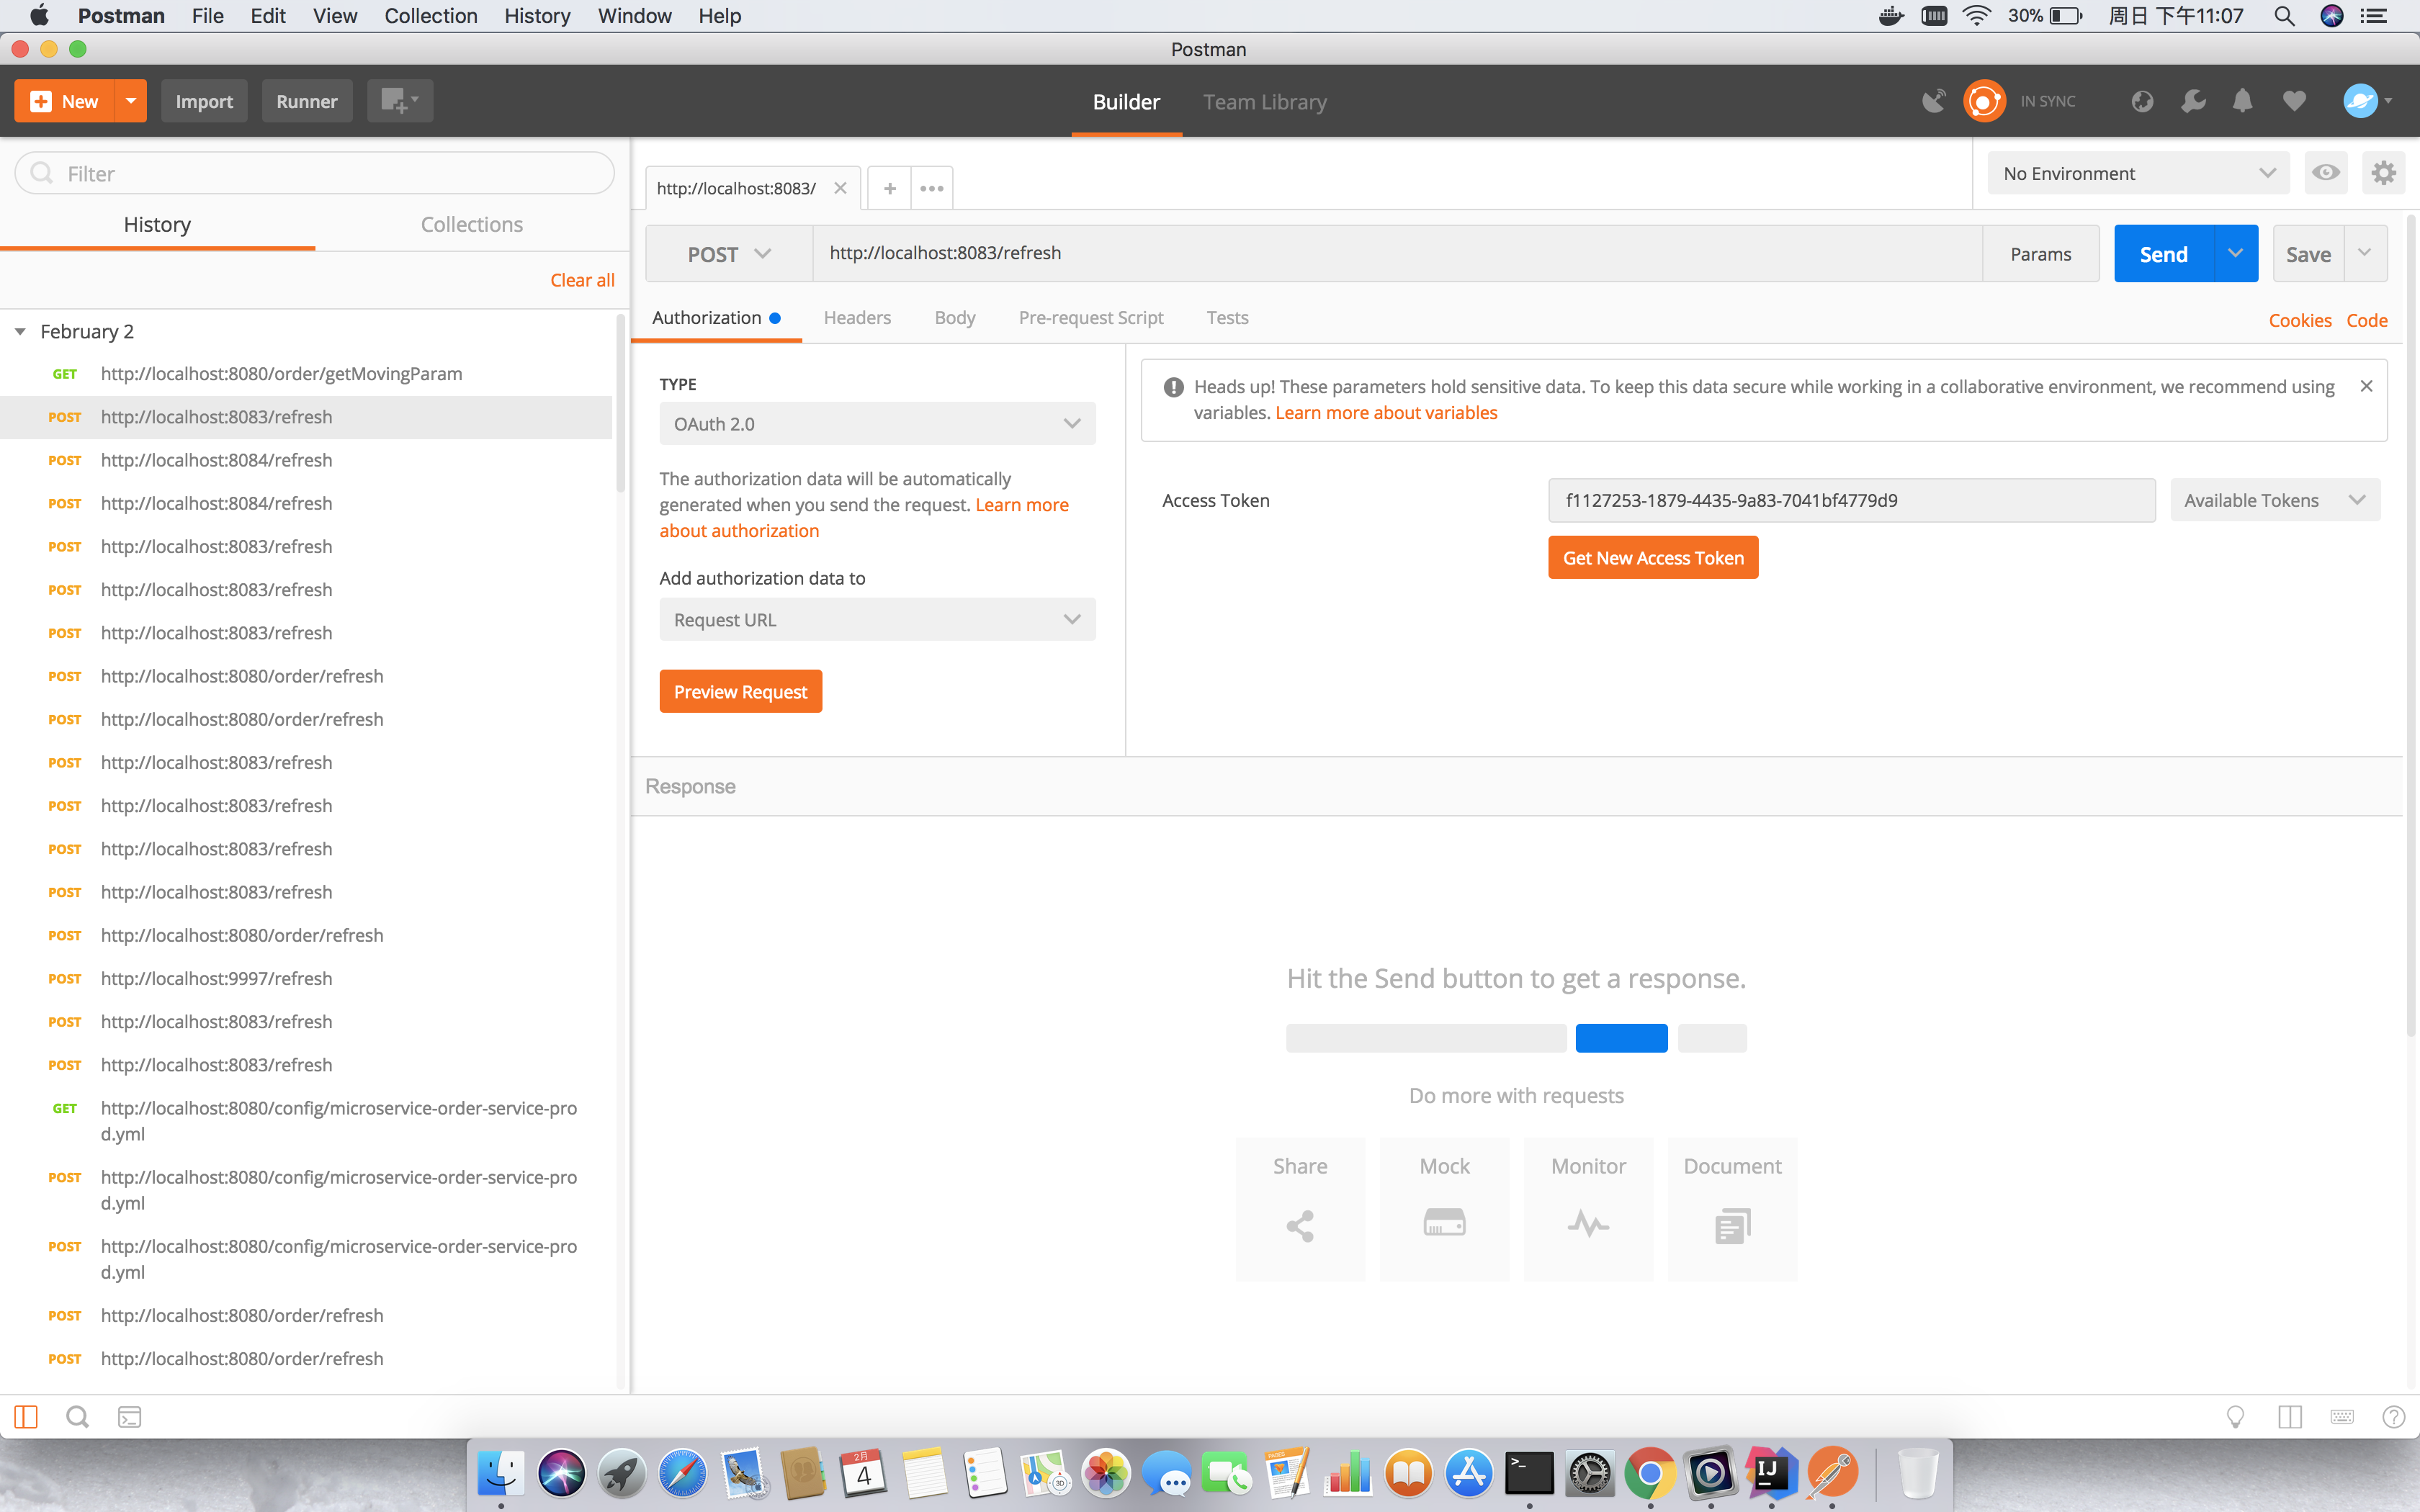 Postman File Edit View Collection History Window Help 30% 周日 下午11:07
Postman
New Import Runner Builder Team Library IN SYNC
Filter
History Collections
Clear all
February 2
GET http://localhost:8080/order/getMovingParam
POST http://localhost:8083/refresh
POST http://localhost:8084/refresh
POST http://localhost:8084/refresh
POST http://localhost:8083/refresh
POST http://localhost:8083/refresh
POST http://localhost:8083/refresh
POST http://localhost:8080/order/refresh
POST http://localhost:8080/order/refresh
POST http://localhost:8083/refresh
POST http://localhost:8083/refresh
POST http://localhost:8083/refresh
POST http://localhost:8083/refresh
POST http://localhost:8080/order/refresh
POST http://localhost:9997/refresh
POST http://localhost:8083/refresh
POST http://localhost:8083/refresh
GET http://localhost:8080/config/microservice-order-service-pro
d.yml
POST http://localhost:8080/config/microservice-order-service-pro
d.yml
POST http://localhost:8080/config/microservice-order-service-pro
d.yml
POST http://localhost:8080/order/refresh
POST http://localhost:8080/order/refresh
http://localhost:8083/
No Environment
POST http://localhost:8083/refresh Params Send Save
Authorization Headers Body Pre-request Script Tests Cookies Code
TYPE
OAuth 2.0
The authorization data will be automatically
generated when you send the request. Learn more
about authorization
Add authorization data to
Request URL
Preview Request
Heads up! These parameters hold sensitive data. To keep this data secure while working in a collaborative environment, we recommend using
variables. Learn more about variables
Access Token f1127253-1879-4435-9a83-7041bf4779d9 Available Tokens
Get New Access Token
Response
Hit the Send button to get a response.
Do more with requests
Share Mock Monitor Document
2月
4
3D
PAGES
>_
IJ